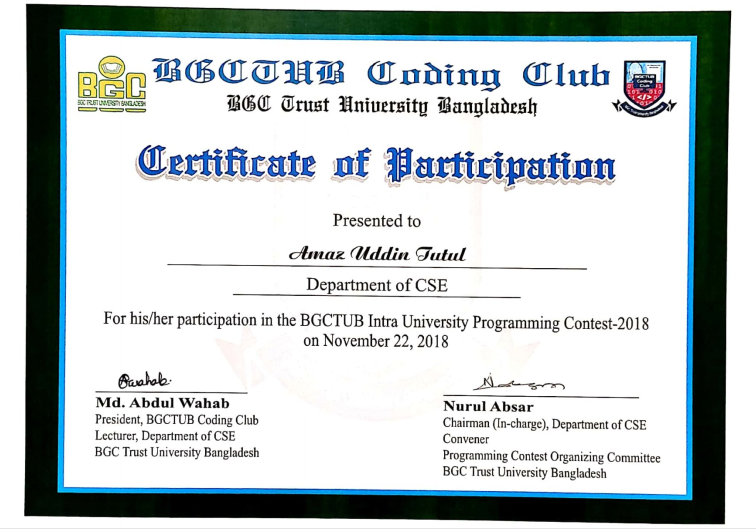 BGCTUB Coding Club
BGC Trust University Bangladesh
BGC
BGC TRUST UNIVERSITY BANGLADESH
BGCTUB
Coding
Club
Certificate of Participation
Presented to
Amaz Uddin Tutul
Department of CSE
For his/her participation in the BGCTUB Intra University Programming Contest-2018
on November 22, 2018
Md. Abdul Wahab
President, BGCTUB Coding Club
Lecturer, Department of CSE
BGC Trust University Bangladesh
Nurul Absar
Chairman (In-charge), Department of CSE
Convener
Programming Contest Organizing Committee
BGC Trust University Bangladesh